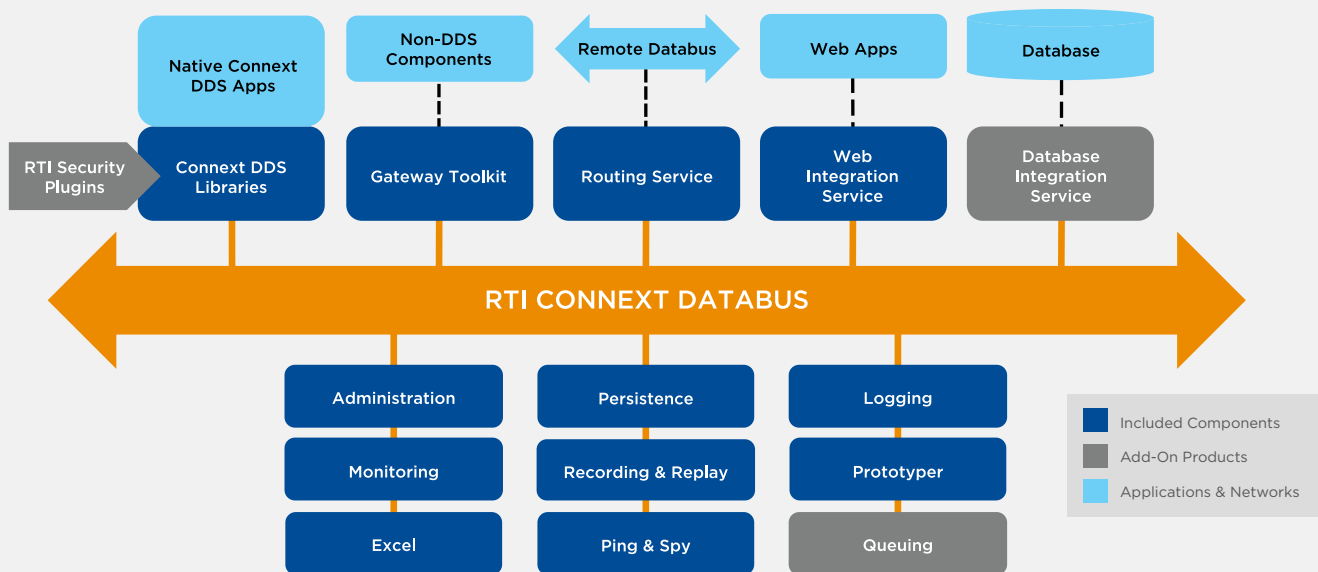 Native Connext
DDS Apps
Non-DDS
Components
Remote Databus
Web Apps
Database
RTI Security
Plugins
Connext DDS
Libraries
Gateway Toolkit
Routing Service
Web
Integration
Service
Database
Integration
Service
RTI CONNEXT DATABUS
Administration
Persistence
Logging
Monitoring
Recording & Replay
Prototyper
Excel
Ping & Spy
Queuing
Included Components
Add-On Products
Applications & Networks